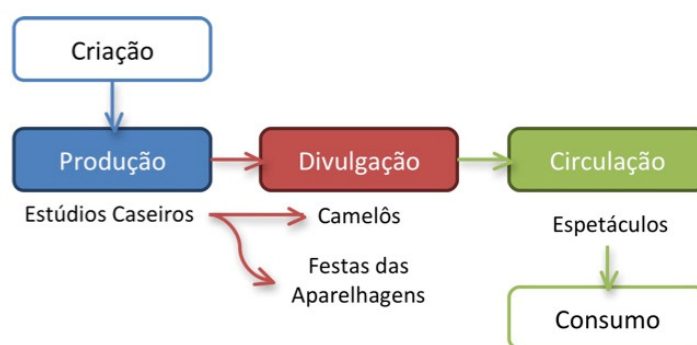 Criação
Produção
Divulgação
Circulação
Estúdios Caseiros
Camelôs
Espetáculos
Festas das
Aparelhagens
Consumo